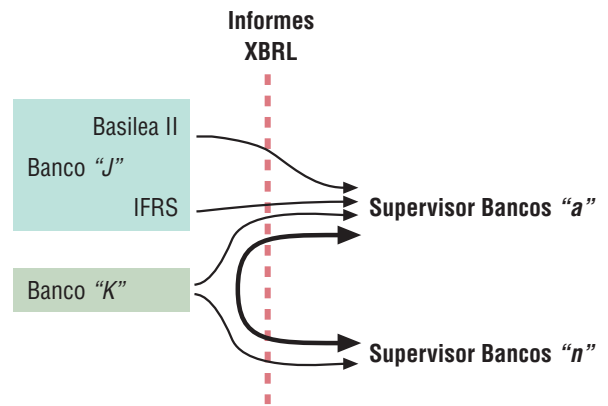 Informes
XBRL
Basilea II
Banco “J”
IFRS
Supervisor Bancos “a”
Banco “K”
Supervisor Bancos “n”